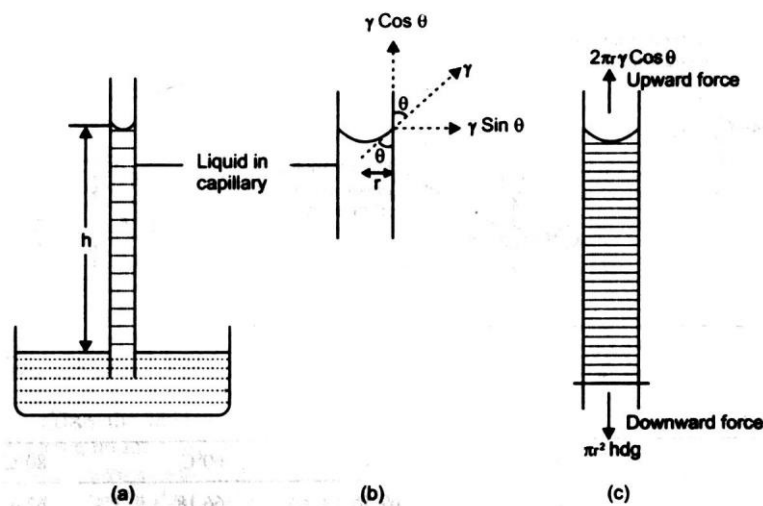 γ Cos θ
γ
θ
γ Sin θ
θ
r
2πrγ Cos θ
Upward force
Liquid in
capillary
h
Downward force
πr² hdg
(a)
(b)
(c)